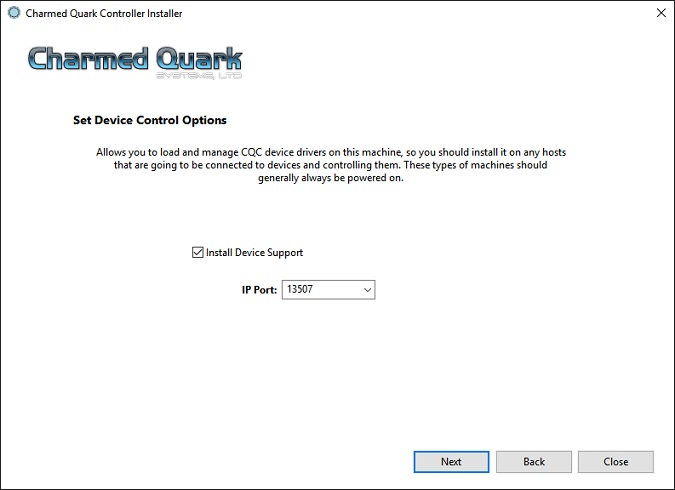 Charmed Quark Controller Installer
Charmed Quark
SYSTEMS, LTD
Set Device Control Options
Allows you to load and manage CQC device drivers on this machine, so you should install it on any hosts
that are going to be connected to devices and controlling them. These types of machines should
generally always be powered on.
Install Device Support
IP Port: 13507
Next Back Close